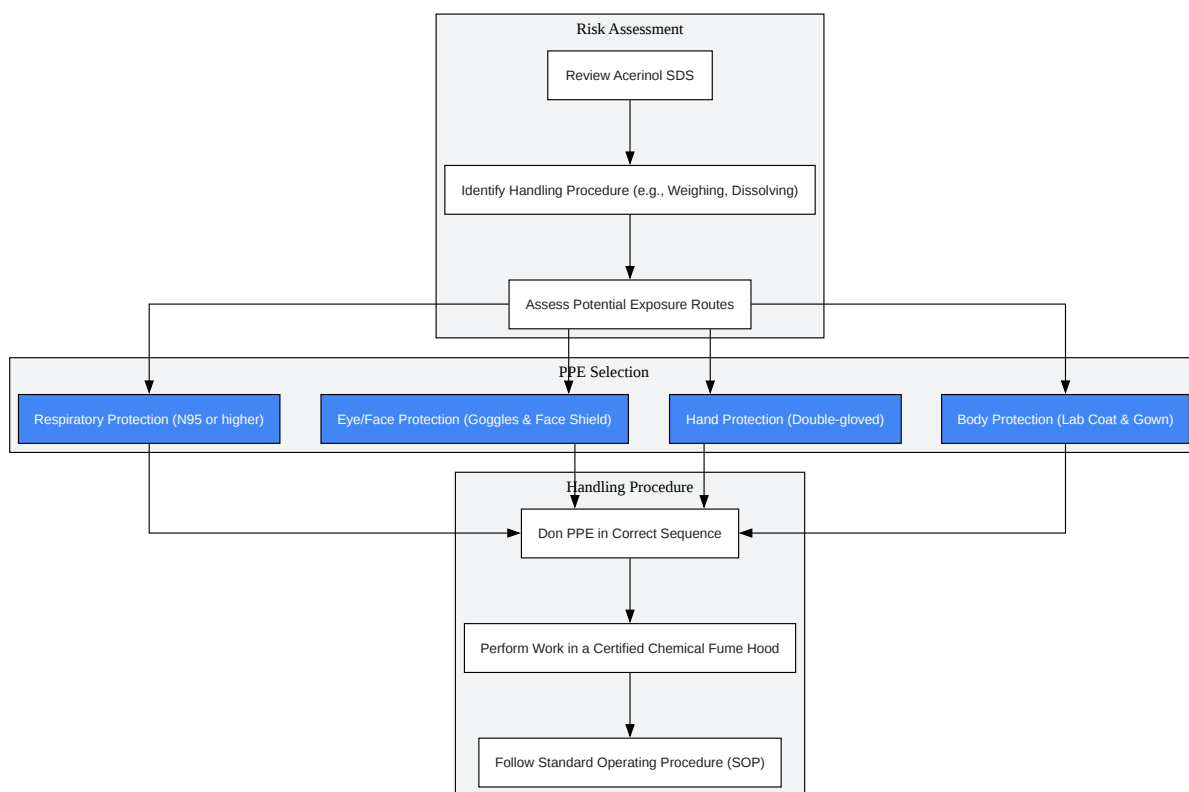 Risk Assessment
Review Acerinol SDS
Identify Handling Procedure (e.g., Weighing, Dissolving)
Assess Potential Exposure Routes
PPE Selection
Respiratory Protection (N95 or higher)
Eye/Face Protection (Goggles & Face Shield)
Hand Protection (Double-gloved)
Body Protection (Lab Coat & Gown)
Handling Procedure
Don PPE in Correct Sequence
Perform Work in a Certified Chemical Fume Hood
Follow Standard Operating Procedure (SOP)